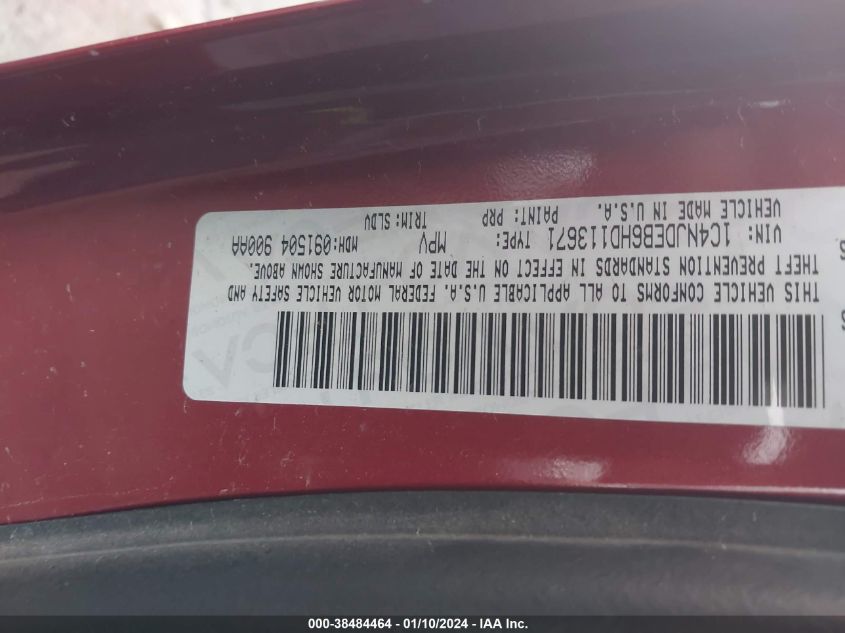 THIS VEHICLE CONFORMS TO ALL APPLICABLE U.S.A. FEDERAL MOTOR VEHICLE SAFETY AND
THEFT PREVENTION STANDARDS IN EFFECT ON THE DATE OF MANUFACTURE SHOWN ABOVE.
VIN: 1C4NJDEB6HD113671 TYPE: MPV MDH: 091504 900AA
VEHICLE MADE IN U.S.A. PAINT: PRP TRIM: SLDV
000-38484464 - 01/10/2024 - IAA Inc.